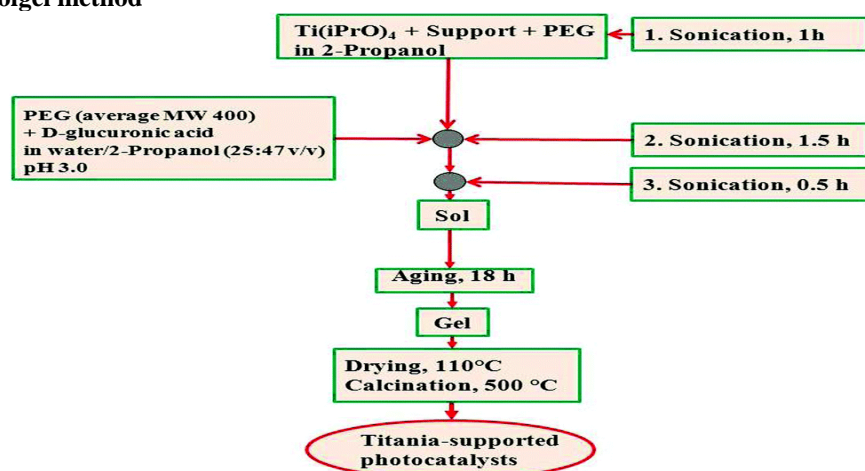 olgel method
Ti(iPrO)4 + Support + PEG
in 2-Propanol
1. Sonication, 1h
PEG (average MW 400)
+ D-glucuronic acid
in water/2-Propanol (25:47 v/v)
pH 3.0
2. Sonication, 1.5 h
3. Sonication, 0.5 h
Sol
Aging, 18 h
Gel
Drying, 110°C
Calcination, 500 °C
Titania-supported
photocatalysts